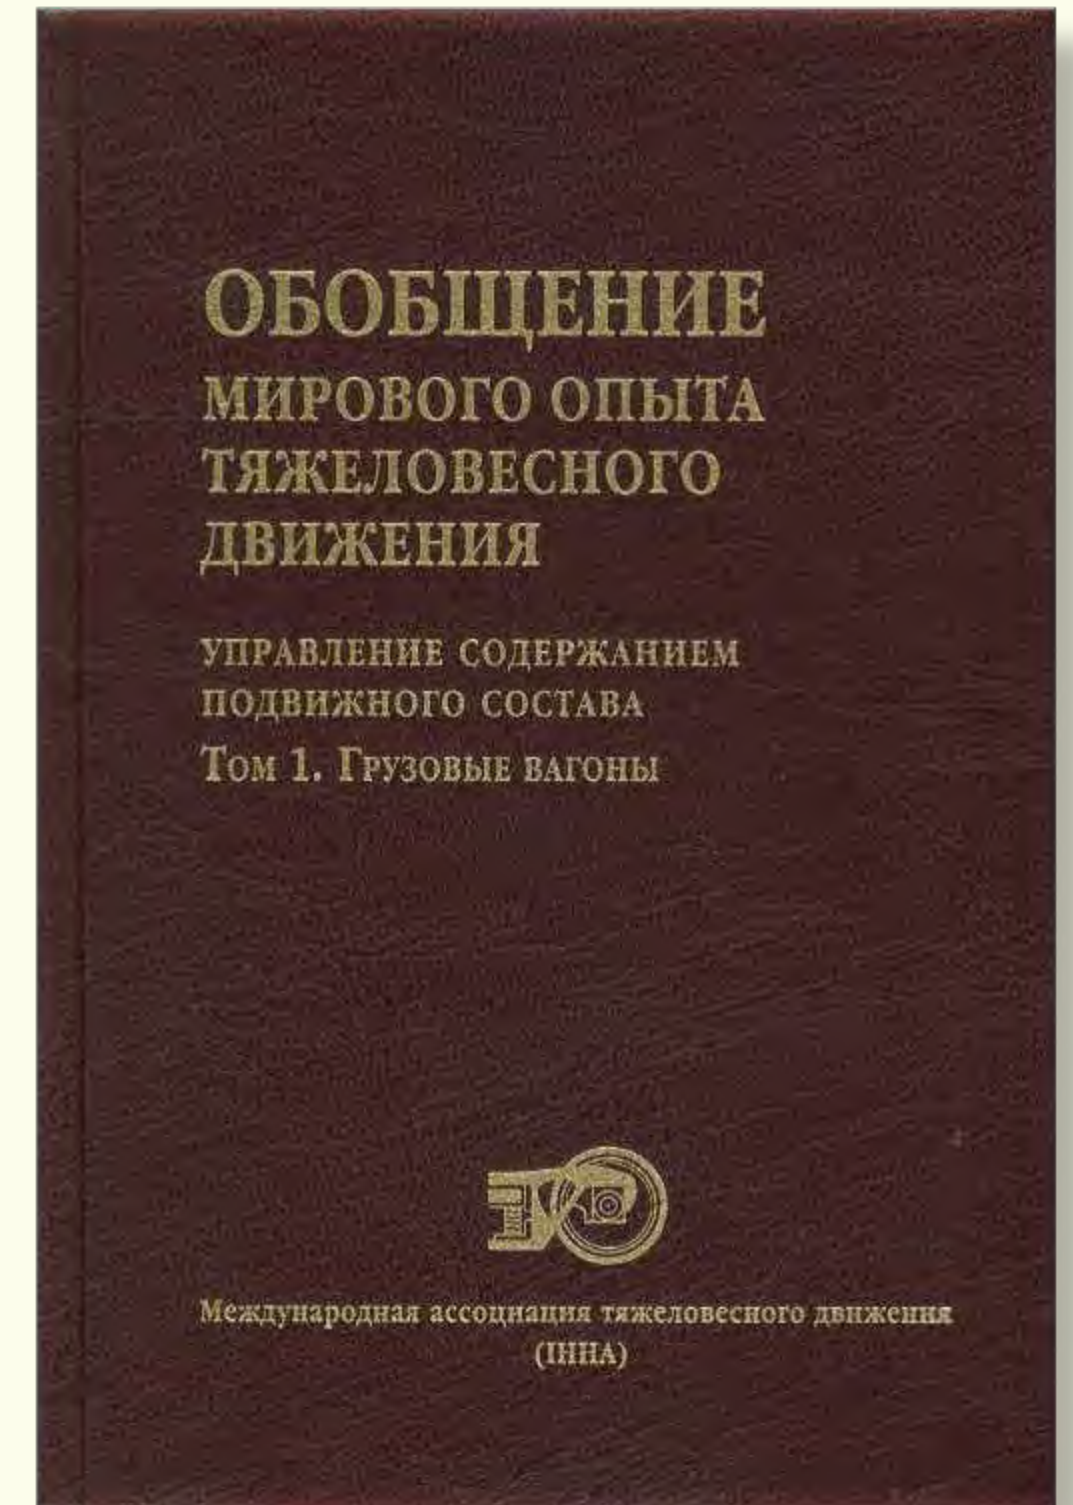 ОБОБЩЕНИЕ
МИРОВОГО ОПЫТА
ТЯЖЕЛОВЕСНОГО
ДВИЖЕНИЯ
УПРАВЛЕНИЕ СОДЕРЖАНИЕМ
ПОДВИЖНОГО СОСТАВА
Том 1. Грузовые вагоны
Международная ассоциация тяжеловесного движения
(IHHA)